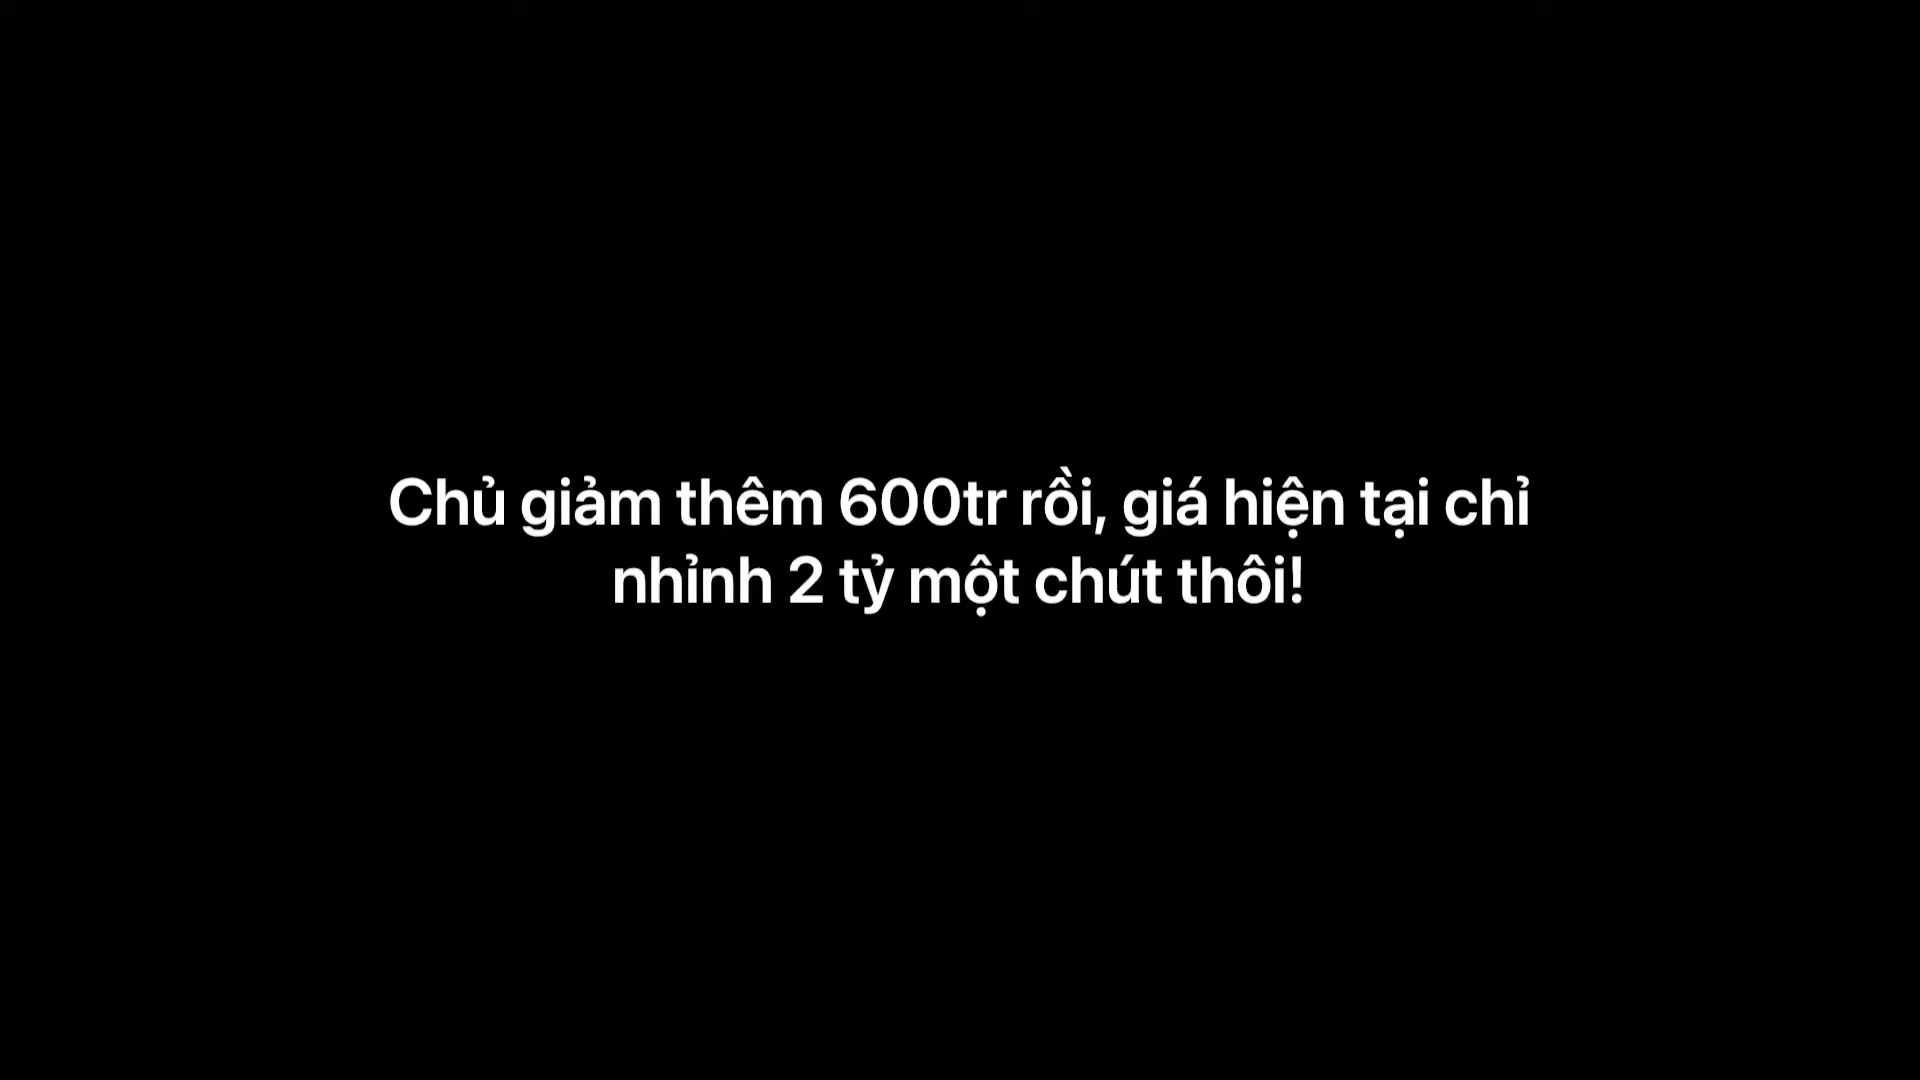 Chủ giảm thêm 600tr rồi, giá hiện tại chỉ
nhỉnh 2 tỷ một chút thôi!